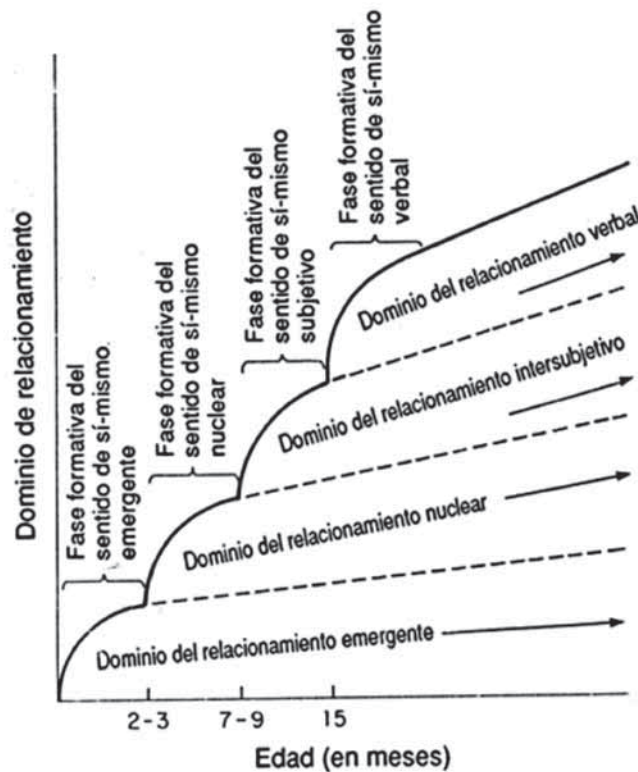 Dominio de relacionamiento
Fase formativa del
sentido de sí-mismo.
emergente
Fase formativa del
sentido de sí-mismo
nuclear
Fase formativa del
sentido de sí-mismo
subjetivo
Fase formativa del
sentido de sí-mismo
verbal
Dominio del relacionamiento verbal
Dominio del relacionamiento intersubjetivo
Dominio del relacionamiento nuclear
Dominio del relacionamiento emergente
2-3
7-9
15
Edad (en meses)